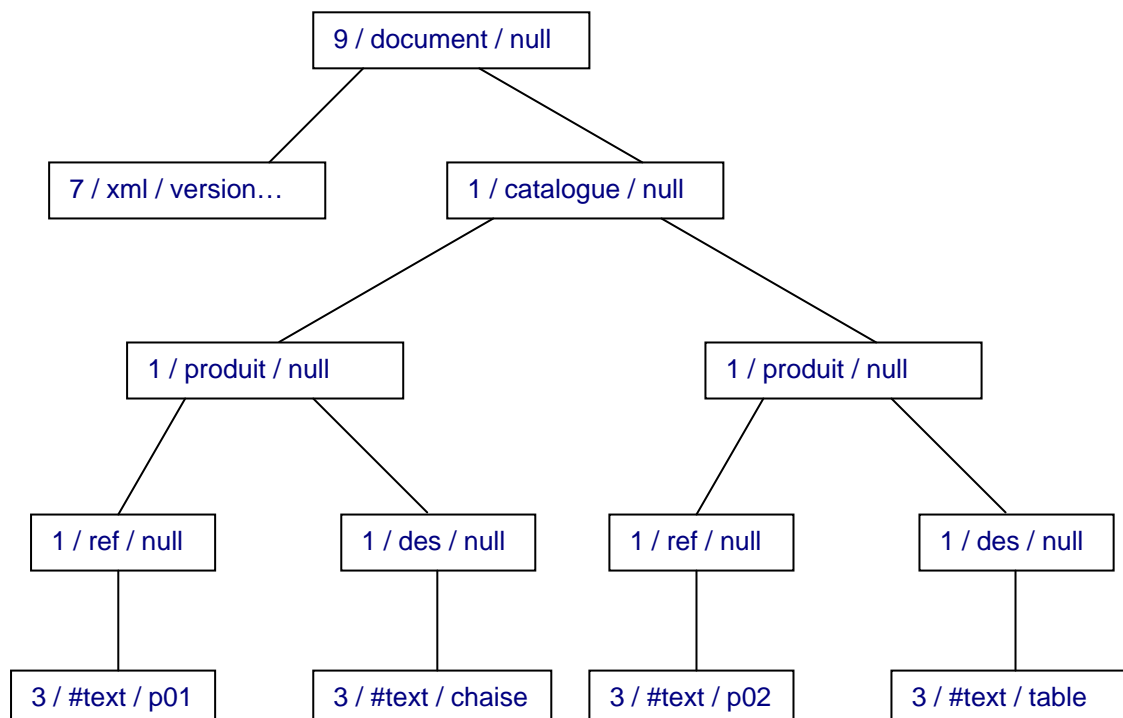 9 / document / null
7 / xml / version…
1 / catalogue / null
1 / produit / null
1 / produit / null
1 / ref / null
1 / des / null
1 / ref / null
1 / des / null
3 / #text / p01
3 / #text / chaise
3 / #text / p02
3 / #text / table